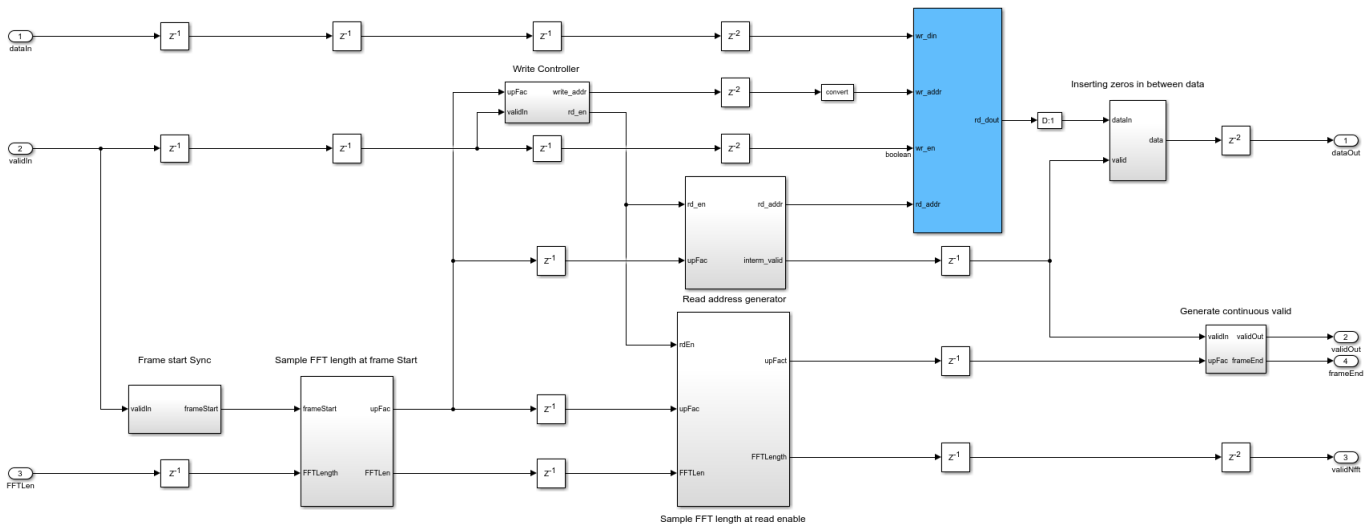 1
dataIn
z-1
z-1
z-1
z-2
wr_din
Write Controller
upFac
write_addr
validIn
rd_en
z-2
convert
wr_addr
Inserting zeros in between data
rd_dout
D:1
dataIn
data
valid
z-2
1
dataOut
2
validIn
z-1
z-1
z-1
z-2
boolean
wr_en
rd_en
rd_addr
upFac
interm_valid
rd_addr
z-1
z-1
Read address generator
Generate continuous valid
validIn
validOut
upFac
frameEnd
2
validOut
4
frameEnd
Frame start Sync
Sample FFT length at frame Start
rdEn
upFact
z-1
validIn
frameStart
frameStart
upFac
z-1
upFac
FFTLength
z-1
z-2
3
validNfft
3
FFTLen
z-1
FFTLength
FFTLen
z-1
FFTLen
Sample FFT length at read enable